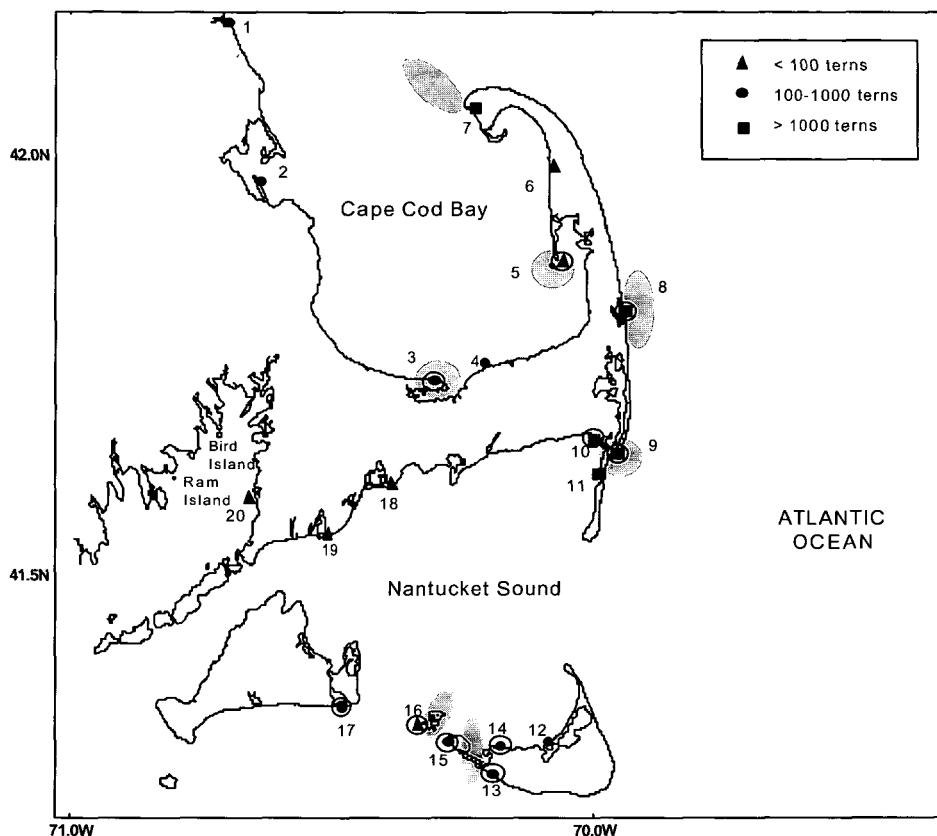 1
< 100 terns
100-1000 terns
> 1000 terns
7
42.0N
2
6
Cape Cod Bay
5
8
3
4
Bird
Island
10
9
Ram
Island
11
20
18
ATLANTIC
OCEAN
19
41.5N
Nantucket Sound
16
17
14
12
15
13
71.0W
70.0W